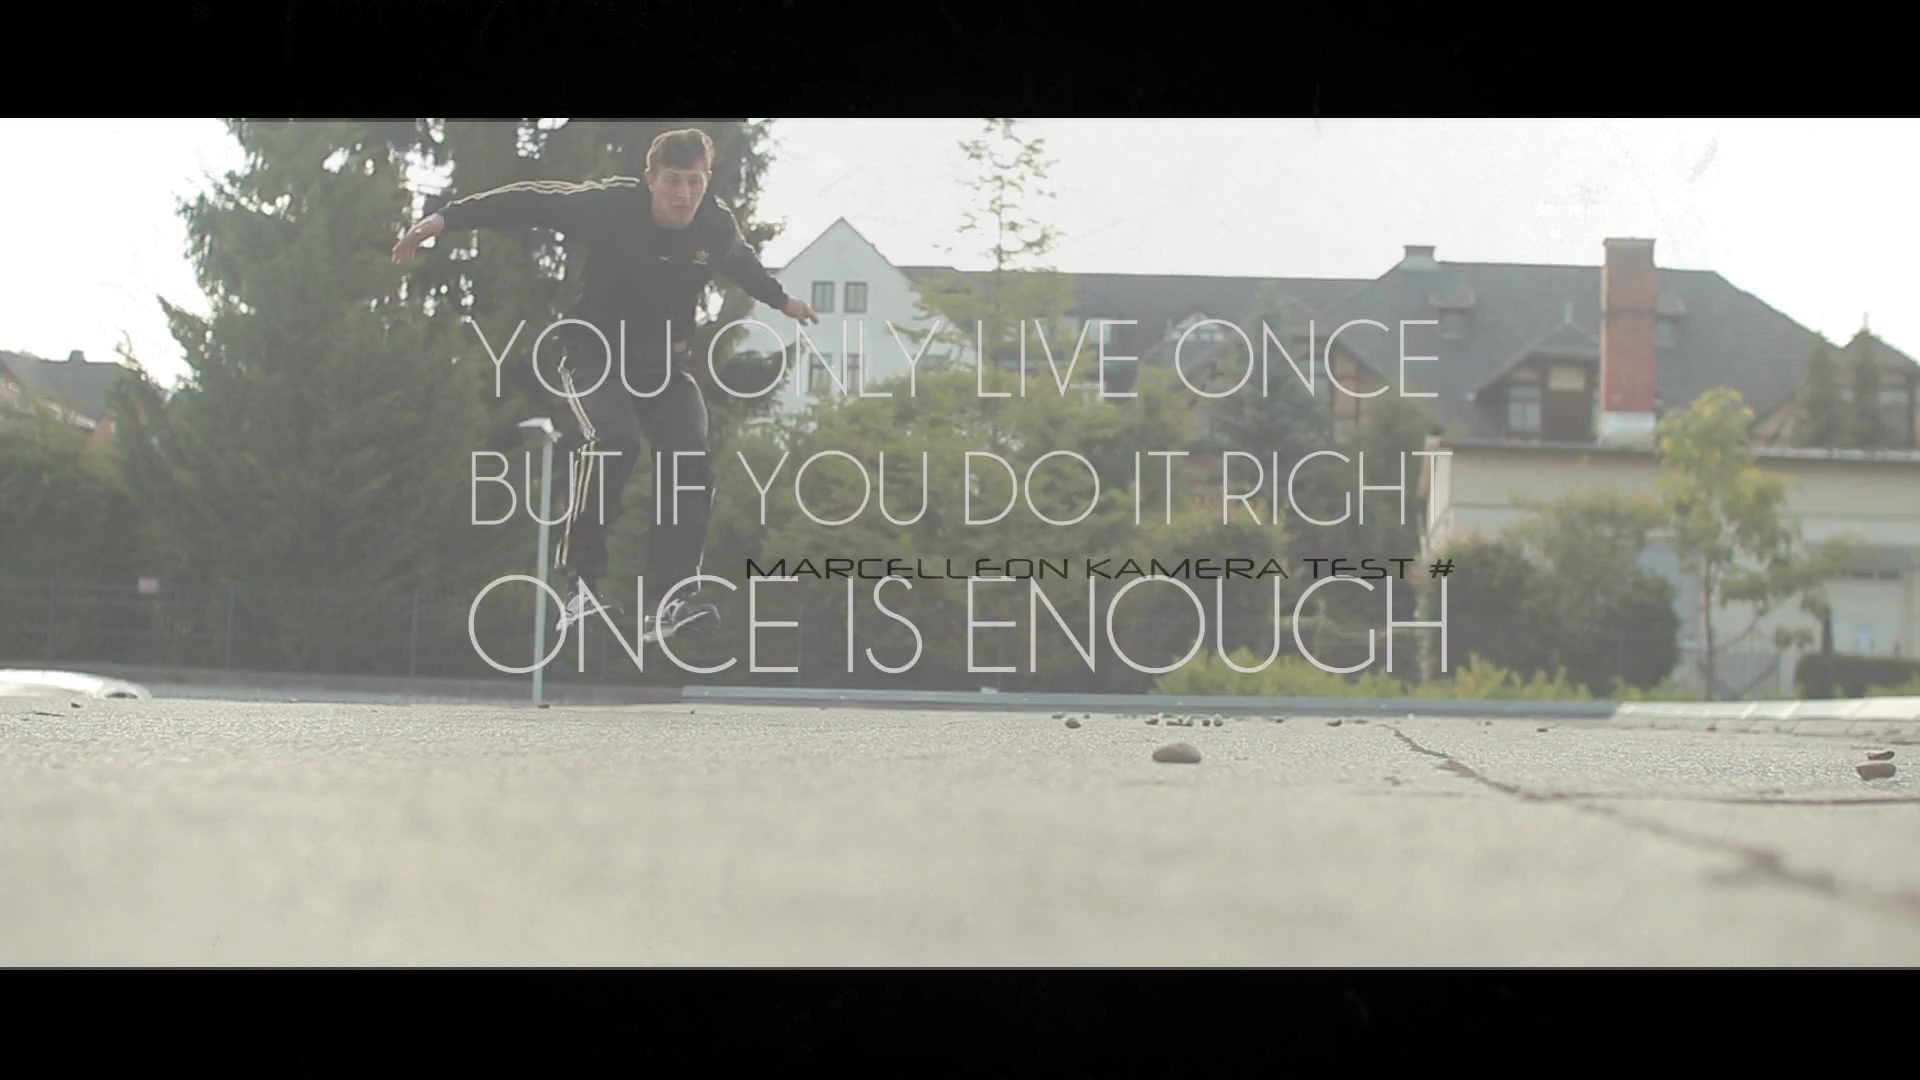 YOU ONLY LIVE ONCE
BUT IF YOU DO IT RIGHT
MARCELLEON KAMERA TEST #
ONCE IS ENOUGH